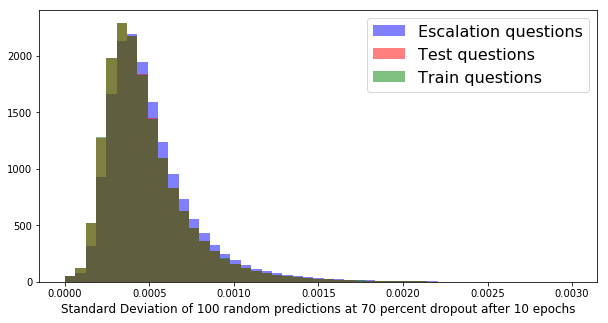 Escalation questions
Test questions
Train questions
2000
1500
1000
500
0
0.0000 0.0005 0.0010 0.0015 0.0020 0.0025 0.0030
Standard Deviation of 100 random predictions at 70 percent dropout after 10 epochs